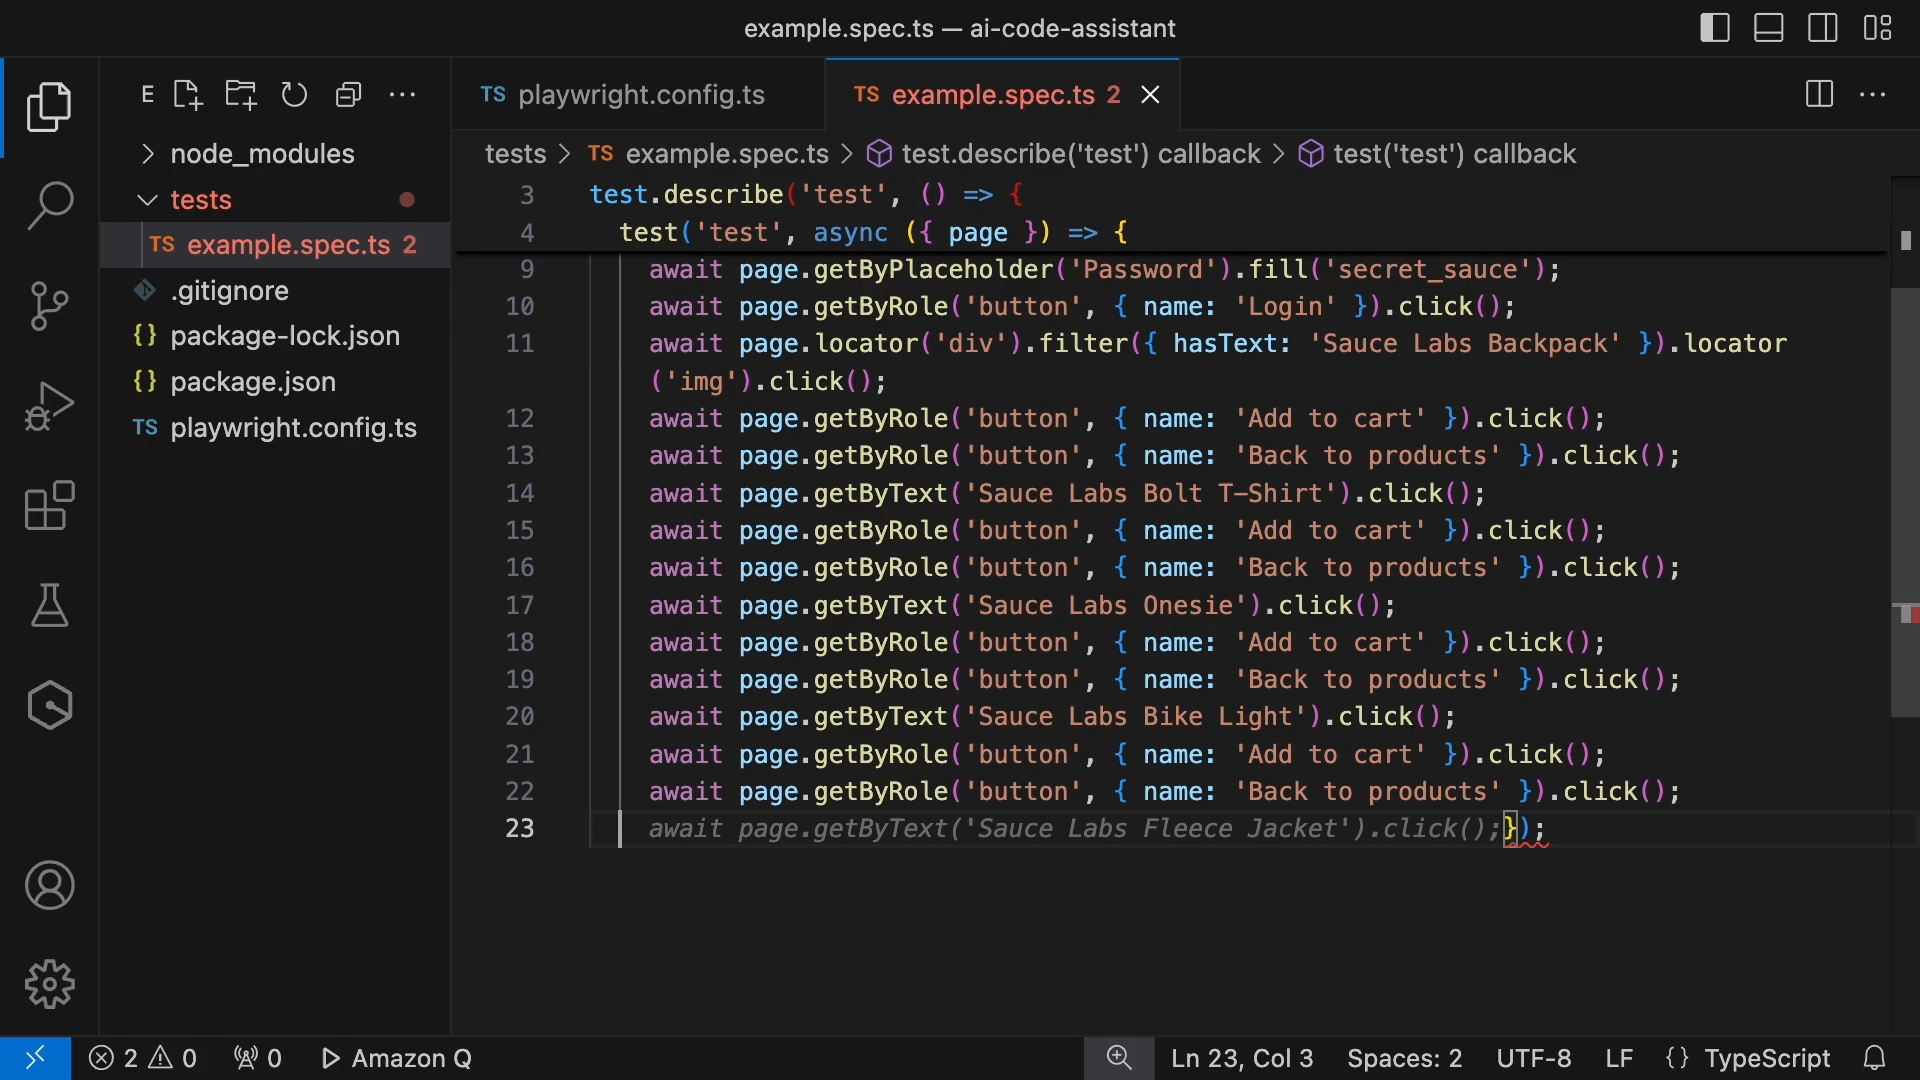 example.spec.ts — ai-code-assistant
E
node_modules
tests
TS example.spec.ts 2
.gitignore
{} package-lock.json
{} package.json
TS playwright.config.ts
TS playwright.config.ts
TS example.spec.ts 2
tests > TS example.spec.ts > test.describe('test') callback > test('test') callback
3 test.describe('test', () => {
4 test('test', async ({ page }) => {
9 await page.getByPlaceholder('Password').fill('secret_sauce');
10 await page.getByRole('button', { name: 'Login' }).click();
11 await page.locator('div').filter({ hasText: 'Sauce Labs Backpack' }).locator
('img').click();
12 await page.getByRole('button', { name: 'Add to cart' }).click();
13 await page.getByRole('button', { name: 'Back to products' }).click();
14 await page.getByText('Sauce Labs Bolt T-Shirt').click();
15 await page.getByRole('button', { name: 'Add to cart' }).click();
16 await page.getByRole('button', { name: 'Back to products' }).click();
17 await page.getByText('Sauce Labs Onesie').click();
18 await page.getByRole('button', { name: 'Add to cart' }).click();
19 await page.getByRole('button', { name: 'Back to products' }).click();
20 await page.getByText('Sauce Labs Bike Light').click();
21 await page.getByRole('button', { name: 'Add to cart' }).click();
22 await page.getByRole('button', { name: 'Back to products' }).click();
23 await page.getByText('Sauce Labs Fleece Jacket').click();});
2 0 0 Amazon Q Ln 23, Col 3 Spaces: 2 UTF-8 LF {} TypeScript